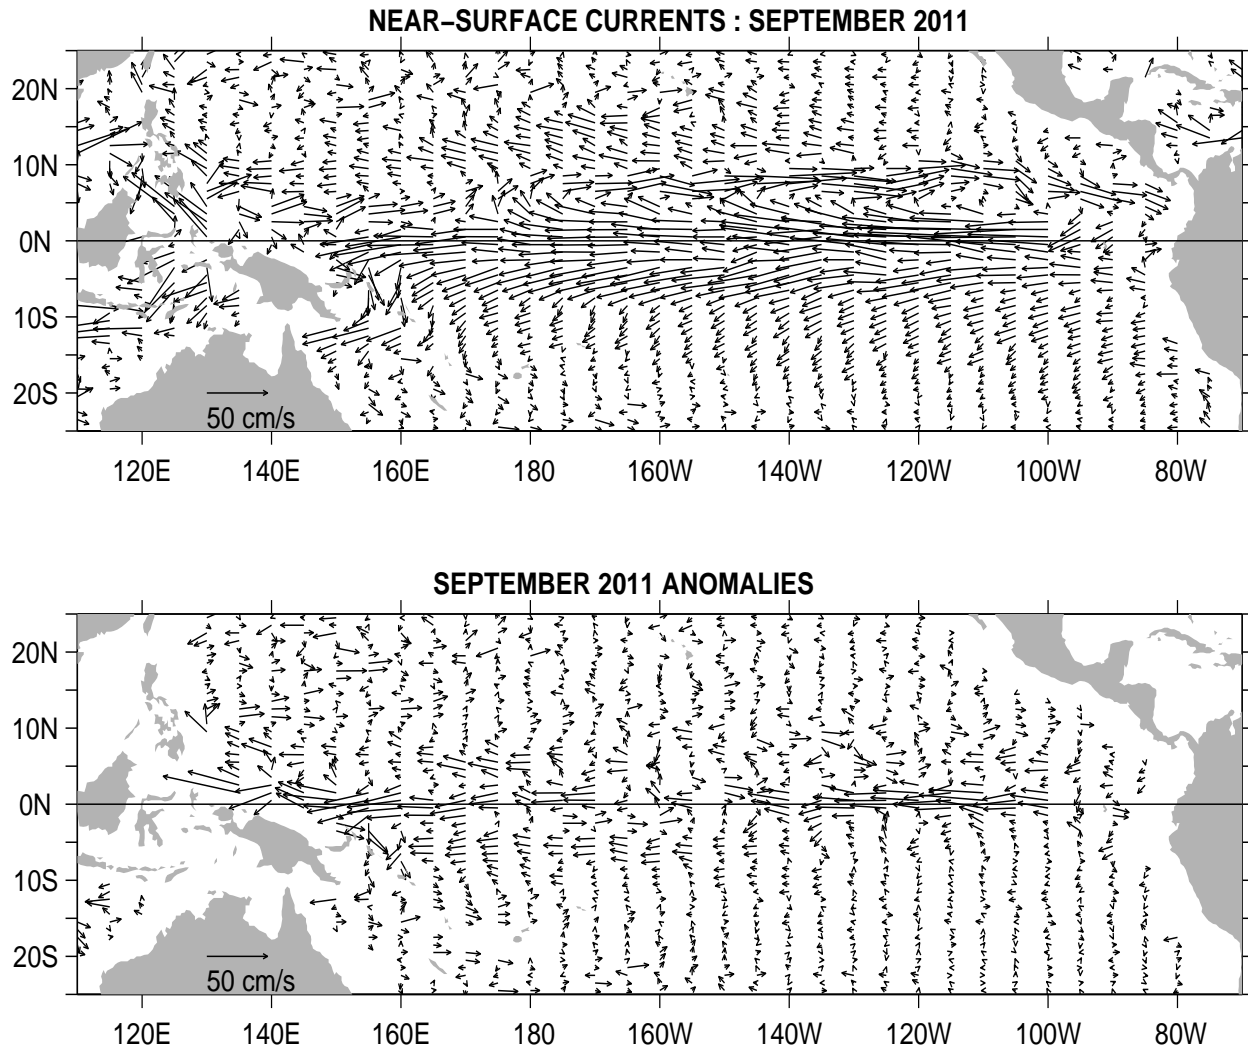 NEAR–SURFACE CURRENTS : SEPTEMBER 2011
20N
10N
0N
10S
20S
50 cm/s
120E 140E 160E 180 160W 140W 120W 100W 80W
SEPTEMBER 2011 ANOMALIES
20N
10N
0N
10S
20S
50 cm/s
120E 140E 160E 180 160W 140W 120W 100W 80W